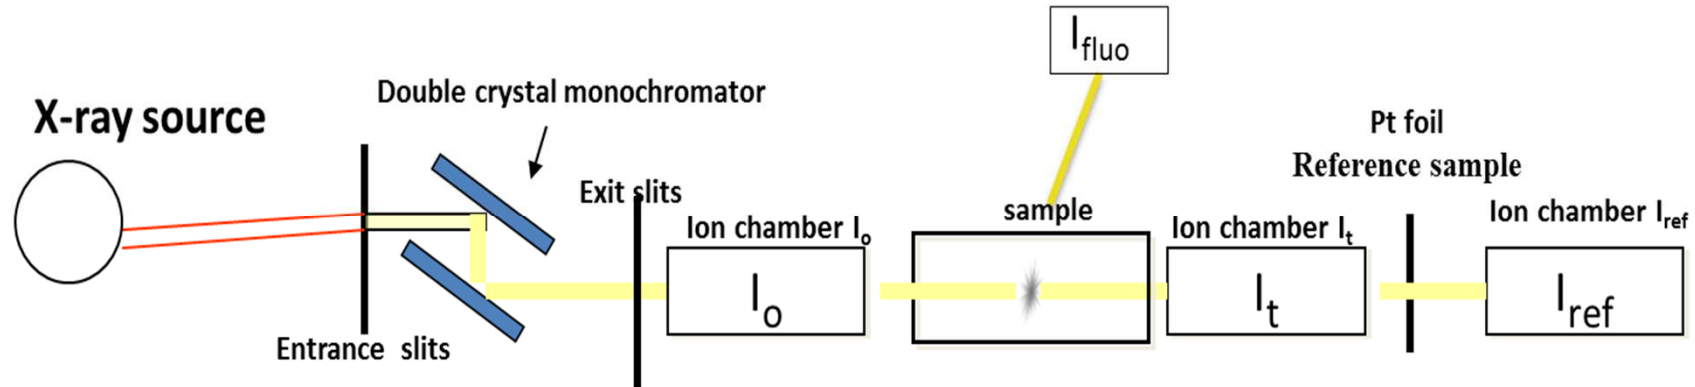 X-ray source
Double crystal monochromator
Entrance slits
Exit slits
Ion chamber Iₒ
Iₒ
Ifluo
sample
Ion chamber Iₜ
Iₜ
Pt foil
Reference sample
Ion chamber Iref
Iref